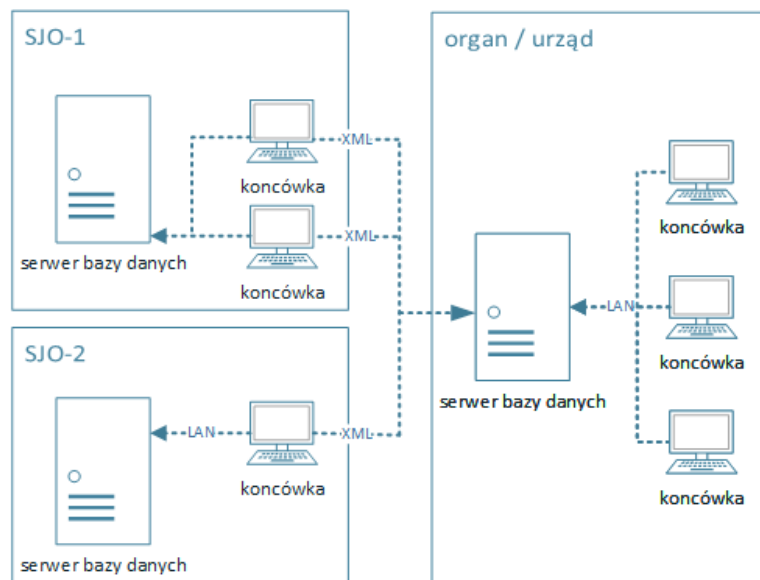 SJO-1
XML
koncówka
XML
serwer bazy danych
koncówka
SJO-2
LAN
XML
koncówka
serwer bazy danych
organ / urząd
koncówka
LAN
koncówka
serwer bazy danych
koncówka